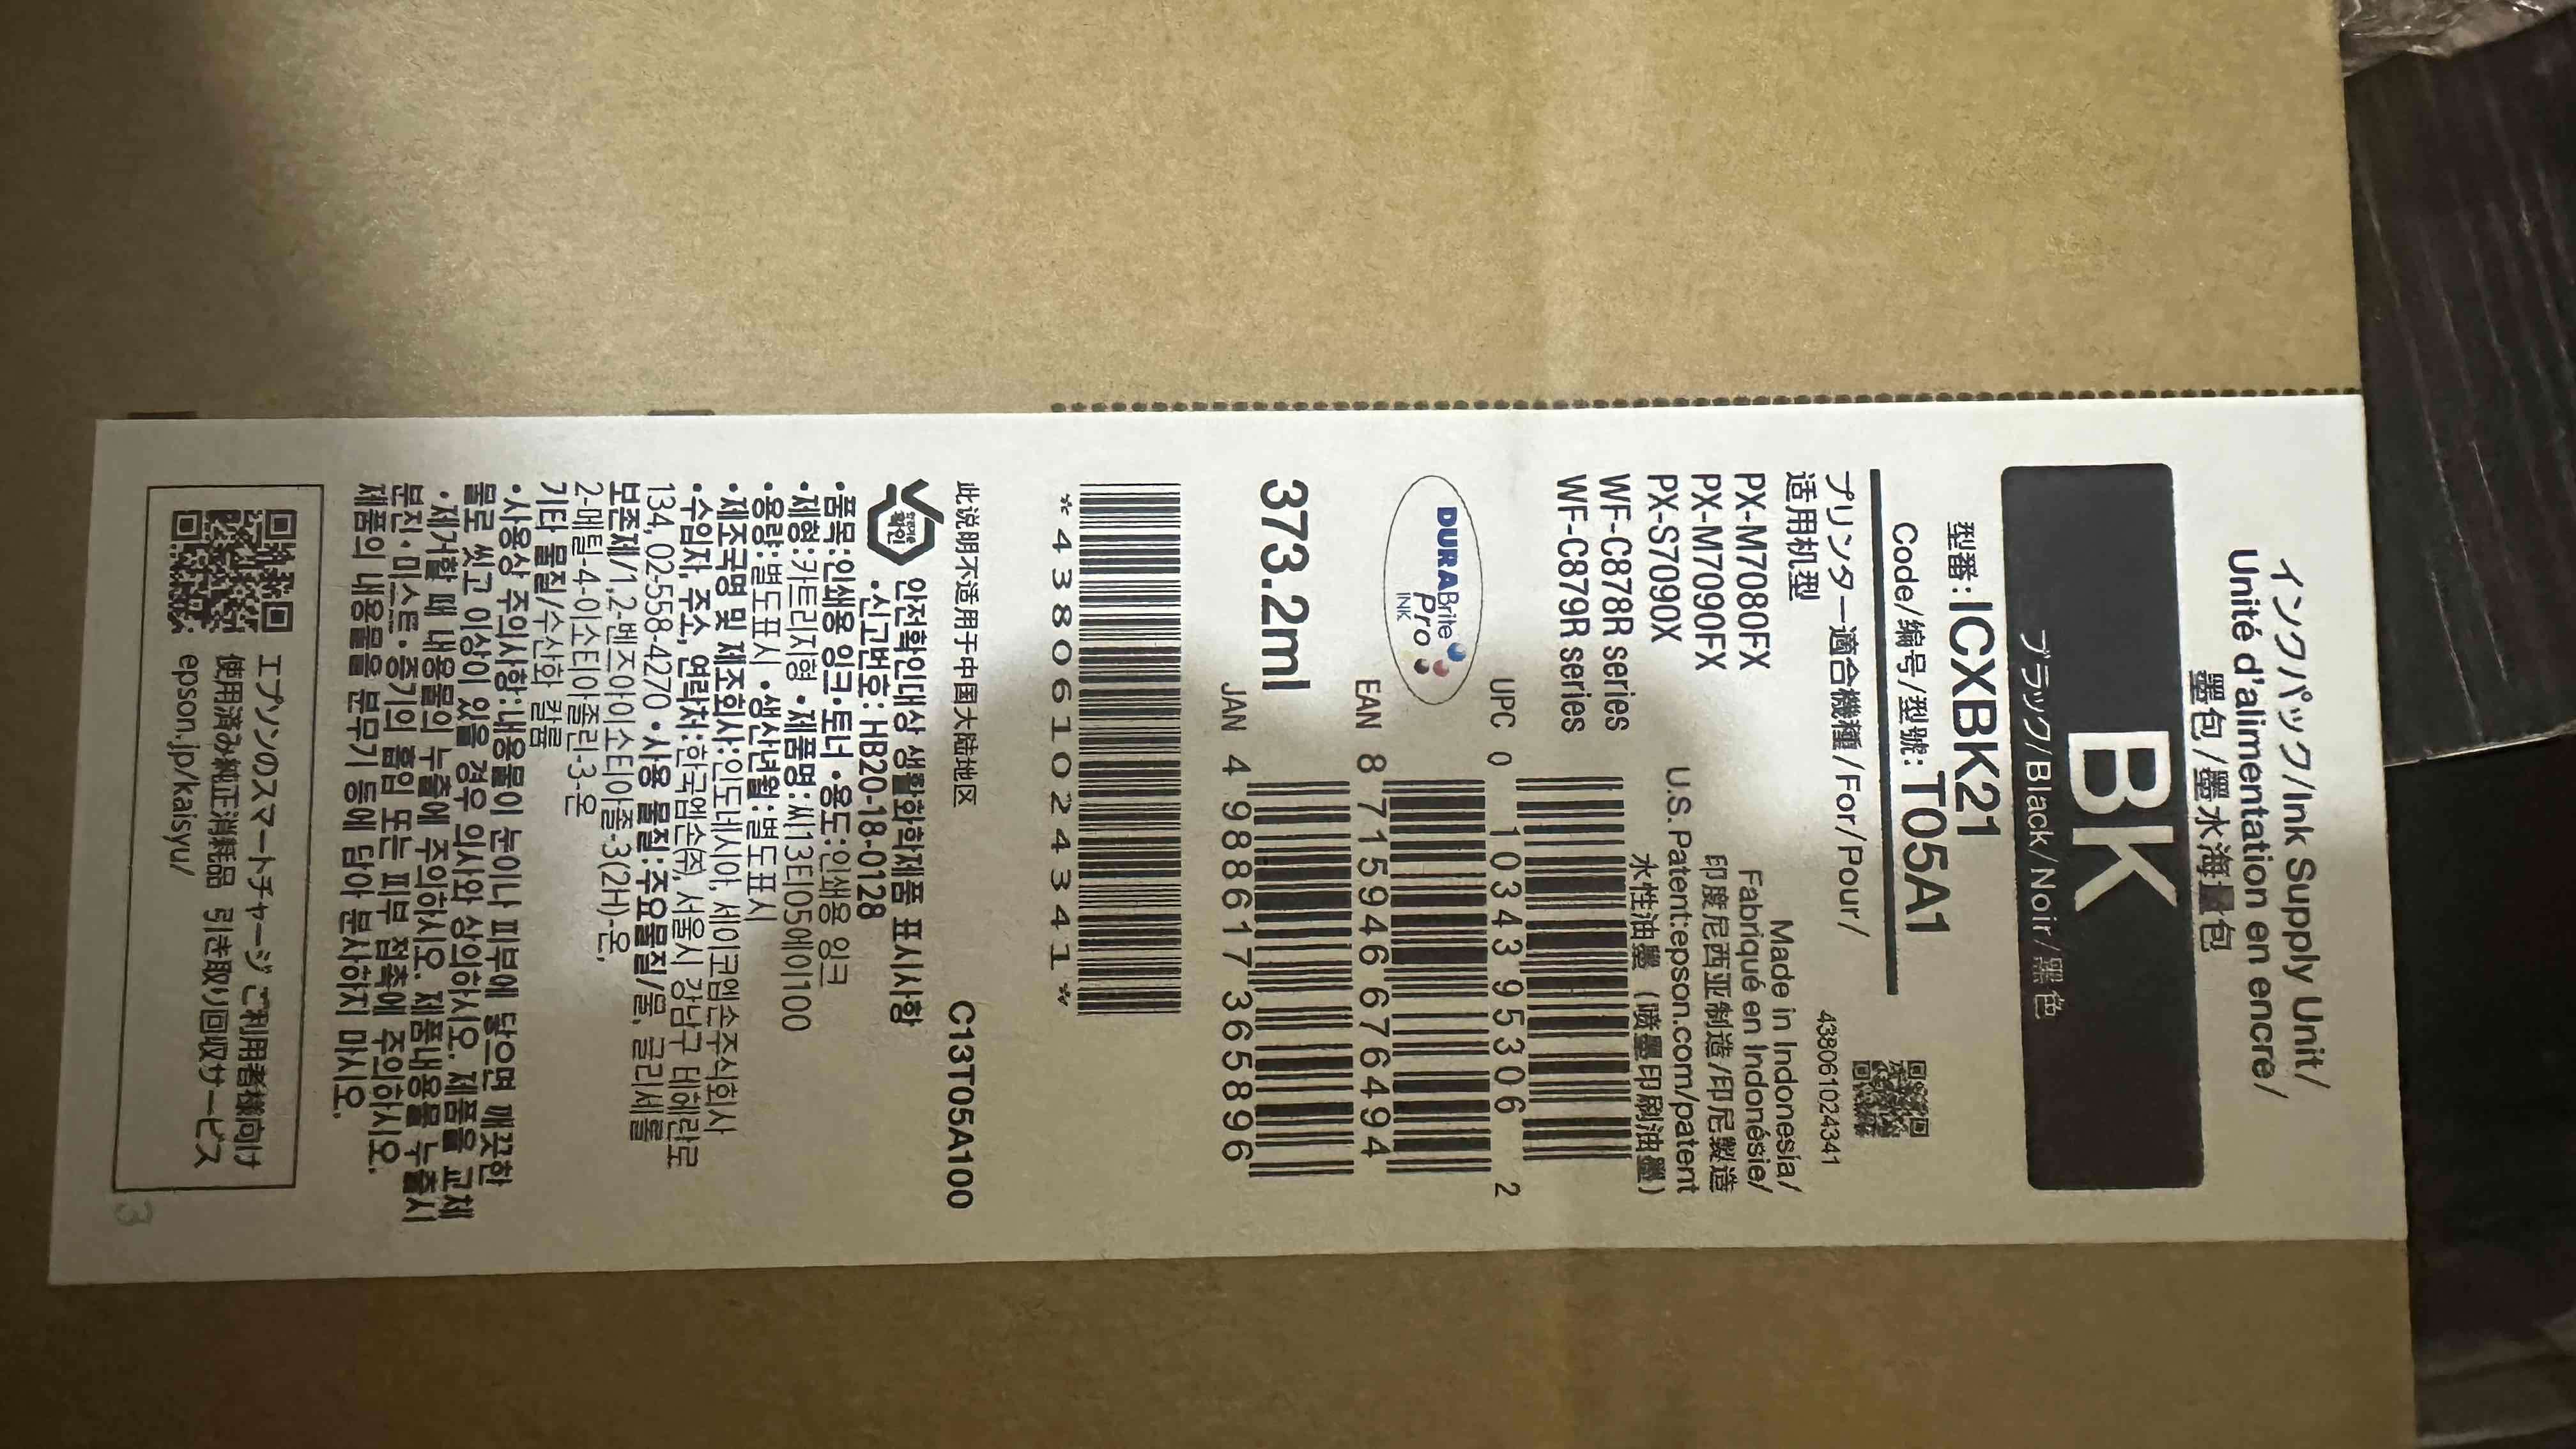 インクパック/Ink Supply Unit/
Unité d'alimentation en encre/
墨包/墨水海量包
BK
ブラック/Black/Noir/黑色
型番:ICXBK21
Code/编号/型號: T05A1
438061024341
プリンター適合機種/For/Pour/
适用机型
PX-M7080FX
PX-M7090FX
PX-S7090X
WF-C878R series
WF-C879R series
Made in Indonesia/
Fabriqué en Indonésie/
印度尼西亚制造/印尼製造
U.S.Patent:epson.com/patent
水性油墨（喷墨印刷油墨）
DURABrite
Pro
INK
UPC 0 10343 95306 2
EAN 8 715946 676494
373.2ml
JAN 4 988617 365896
*438061024341*
此说明不适用于中国大陆地区
C13T05A100
안전확인대상 생활화학제품 표시사항
•신고번호: HB20-18-0128
•품목:인쇄용 잉크•토너 •용도:인쇄용 잉크
•제형:카트리지형 •제품명:씨13티05에이100
•용량:별도표시 •생산년월:별도표시
•제조국명 및 제조회사:인도네시아, 세이코엡손주식회사
•수입자, 주소, 연락처:한국엡손㈜, 서울시 강남구 테헤란로
134, 02-558-4270 •사용 물질:주요물질/물, 글리세롤
보존제/1,2-벤즈아이소티아졸-3(2H)-온,
2-메틸-4-이소티아졸린-3-온
기타 물질/수산화 칼륨
•사용상 주의사항:내용물이 눈이나 피부에 닿으면 깨끗한
물로 씻고 이상이 있을 경우 의사와 상의하시오. 제품을 교체
•제거할 때 내용물의 누출에 주의하시오. 제품내용물 누출시
분진•미스트•증기의 흡입 또는 피부 접촉에 주의하시오.
제품의 내용물을 분무기 등에 담아 분사하지 마시오.
エプソンのスマートチャージ ご利用者様向け
使用済み純正消耗品 引き取り回収サービス
epson.jp/kaisyu/
3